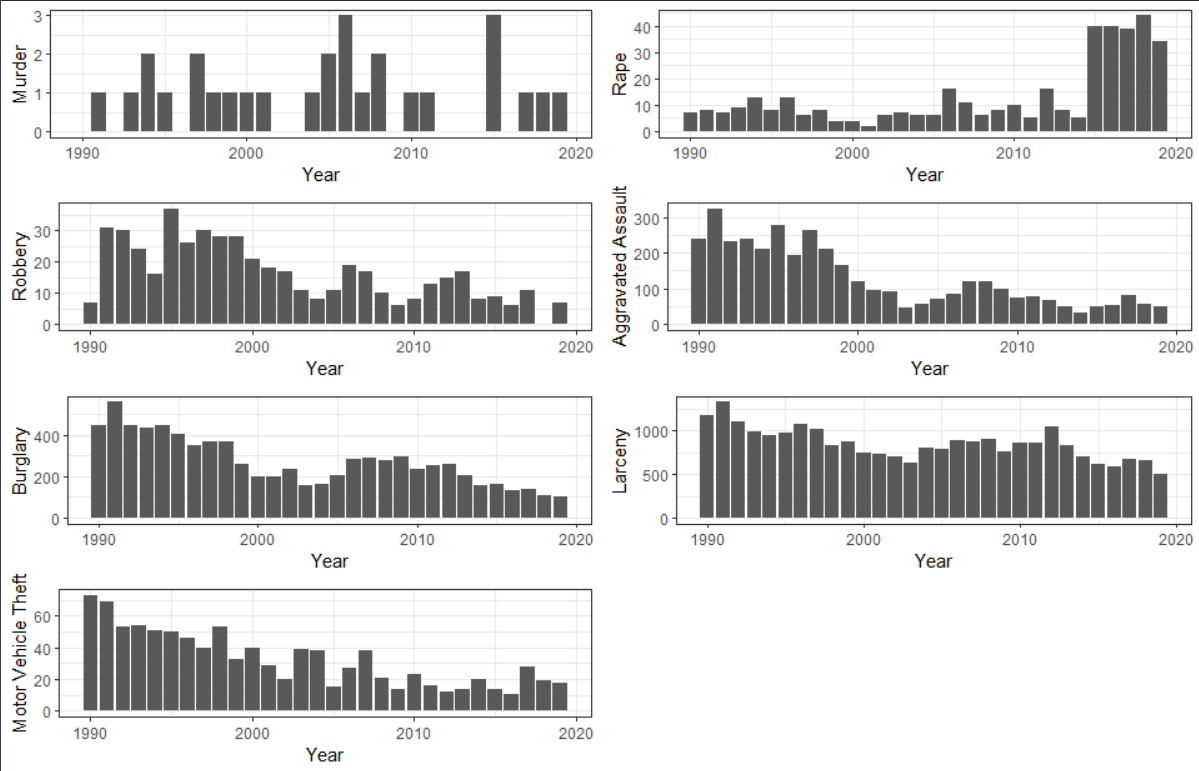 Murder
3
2
1
0
1990 2000 2010 2020
Year
Rape
40
30
20
10
0
1990 2000 2010 2020
Year
Robbery
30
20
10
0
1990 2000 2010 2020
Year
Aggravated Assault
300
200
100
0
1990 2000 2010 2020
Year
Burglary
400
200
0
1990 2000 2010 2020
Year
Larceny
1000
500
0
1990 2000 2010 2020
Year
Motor Vehicle Theft
60
40
20
0
1990 2000 2010 2020
Year